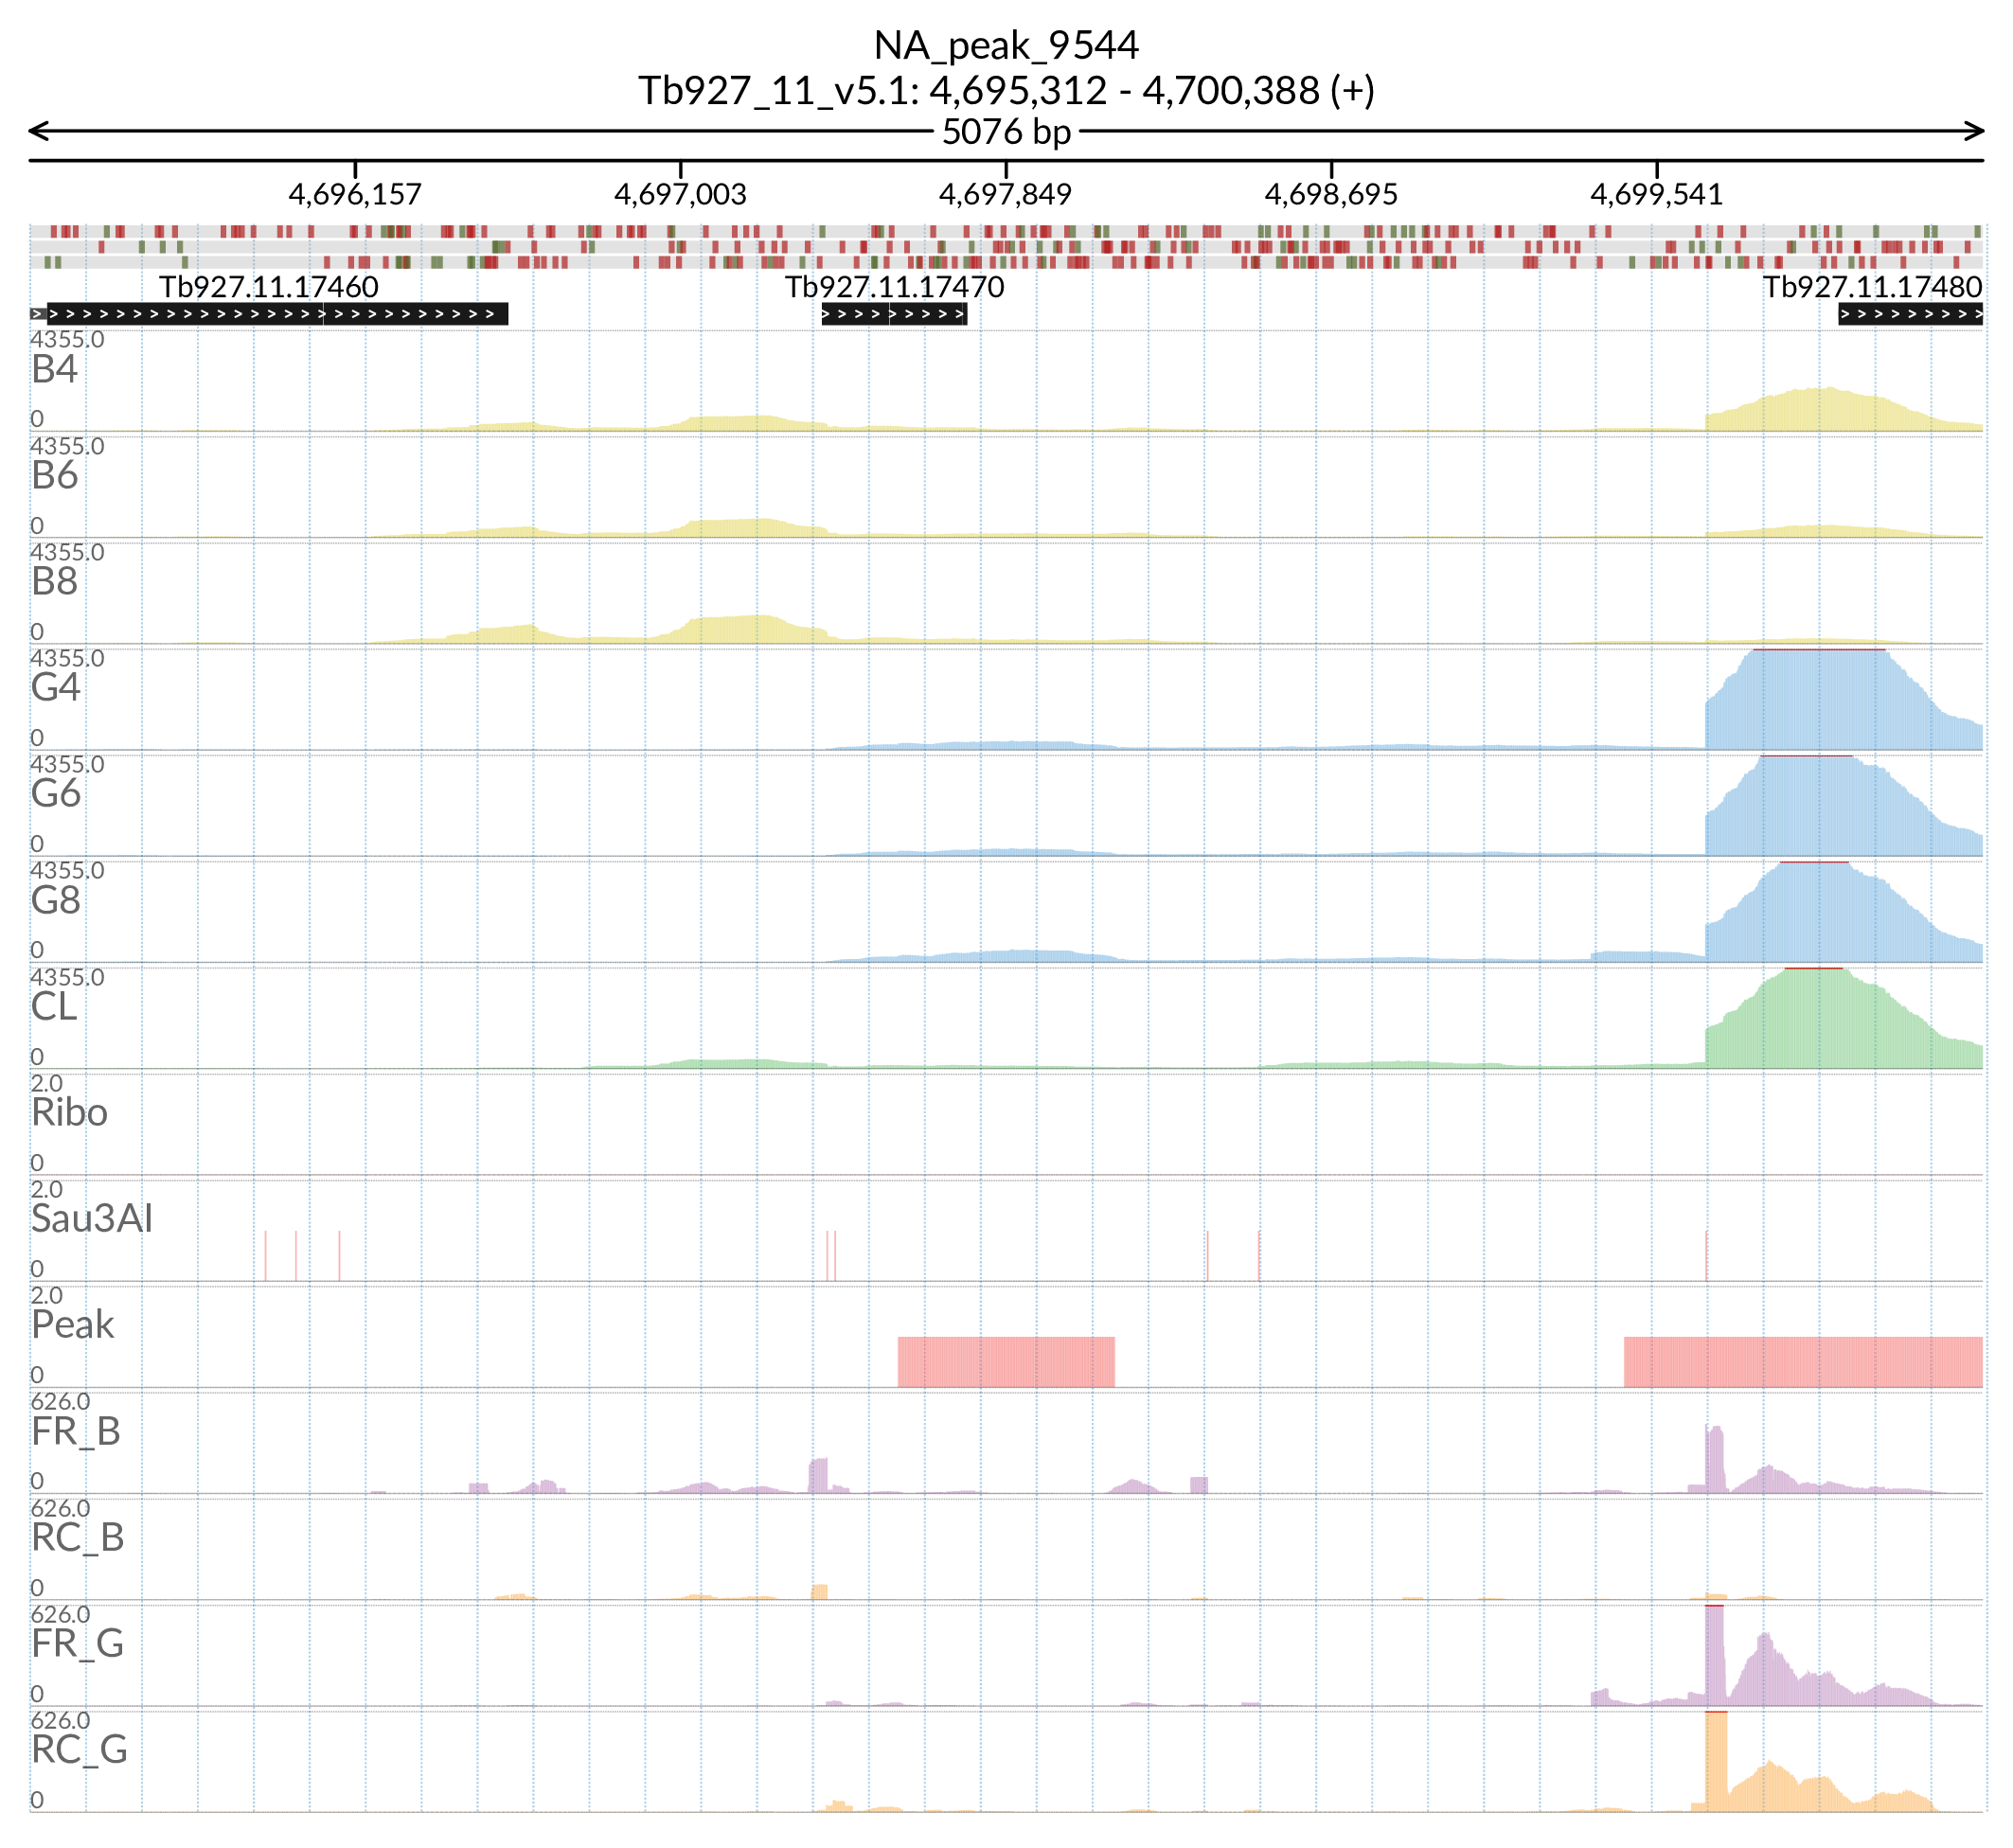 NA_peak_9544
Tb927_11_v5.1: 4,695,312 - 4,700,388 (+)
5076 bp
4,696,157 4,697,003 4,697,849 4,698,695 4,699,541
Tb927.11.17460 Tb927.11.17470 Tb927.11.17480
4355.0
B4
0
4355.0
B6
0
4355.0
B8
0
4355.0
G4
0
4355.0
G6
0
4355.0
G8
0
4355.0
CL
0
2.0
Ribo
0
2.0
Sau3AI
0
2.0
Peak
0
626.0
FR_B
0
626.0
RC_B
0
626.0
FR_G
0
626.0
RC_G
0